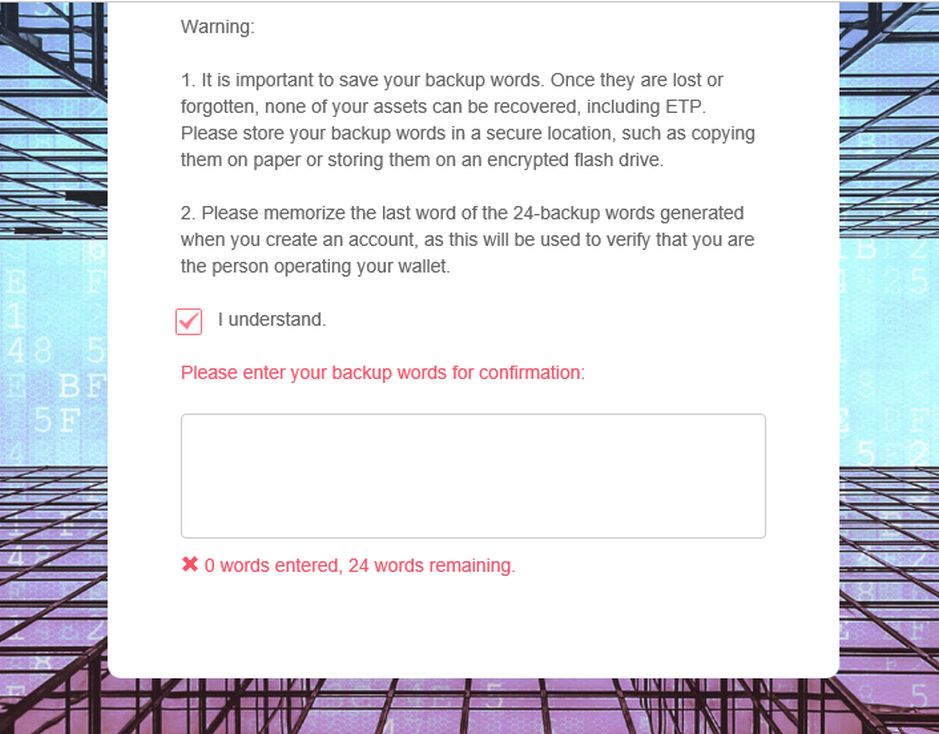 Warning:
1. It is important to save your backup words. Once they are lost or
forgotten, none of your assets can be recovered, including ETP.
Please store your backup words in a secure location, such as copying
them on paper or storing them on an encrypted flash drive.
2. Please memorize the last word of the 24-backup words generated
when you create an account, as this will be used to verify that you are
the person operating your wallet.
I understand.
Please enter your backup words for confirmation:
✖ 0 words entered, 24 words remaining.